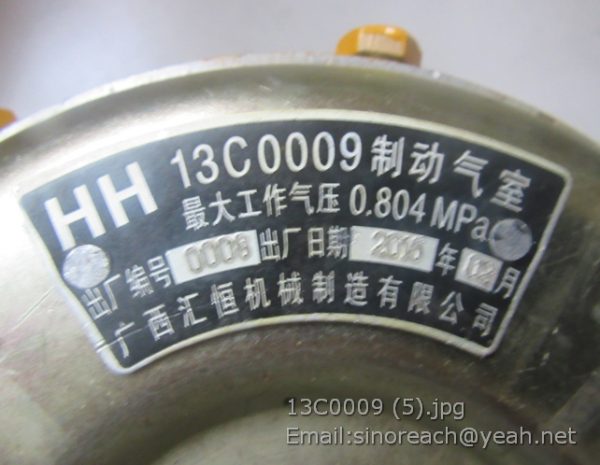 HH 13C0009 制动气室
最大工作气压 0.804 MPa
出厂编号 0008 出厂日期 2016 年 02 月
广西汇恒机械制造有限公司
13C0009 (5).jpg
Email:sinoreach@yeah.net